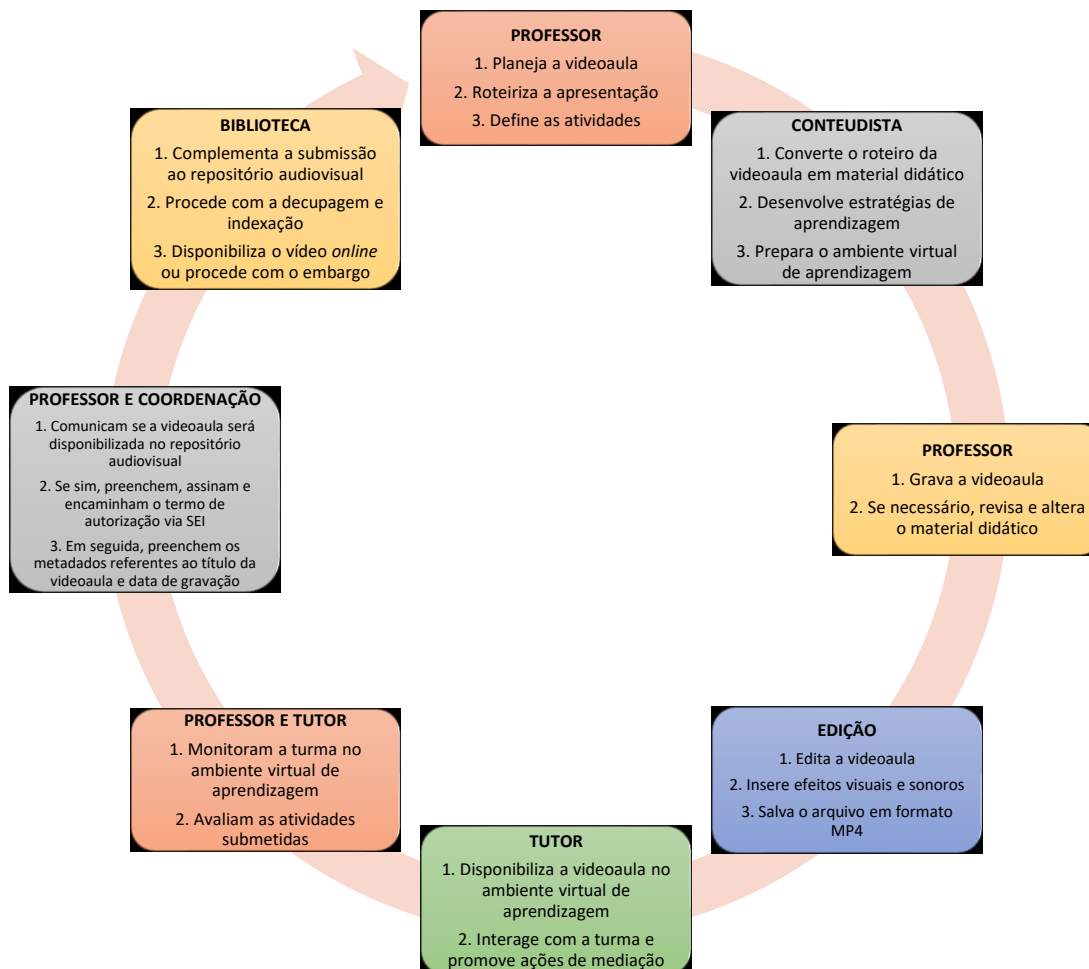 PROFESSOR
1. Planeja a videoaula
2. Roteiriza a apresentação
3. Define as atividades
CONTEUDISTA
1. Converte o roteiro da
videoaula em material didático
2. Desenvolve estratégias de
aprendizagem
3. Prepara o ambiente virtual
de aprendizagem
PROFESSOR
1. Grava a videoaula
2. Se necessário, revisa e altera
o material didático
EDIÇÃO
1. Edita a videoaula
2. Insere efeitos visuais e sonoros
3. Salva o arquivo em formato
MP4
TUTOR
1. Disponibiliza a videoaula no
ambiente virtual de
aprendizagem
2. Interage com a turma e
promove ações de mediação
PROFESSOR E TUTOR
1. Monitoram a turma no
ambiente virtual de
aprendizagem
2. Avaliam as atividades
submetidas
PROFESSOR E COORDENAÇÃO
1. Comunicam se a videoaula será
disponibilizada no repositório
audiovisual
2. Se sim, preenchem, assinam e
encaminham o termo de
autorização via SEI
3. Em seguida, preenchem os
metadados referentes ao título da
videoaula e data de gravação
BIBLIOTECA
1. Complementa a submissão
ao repositório audiovisual
2. Procede com a decupagem e
indexação
3. Disponibiliza o vídeo online
ou procede com o embargo